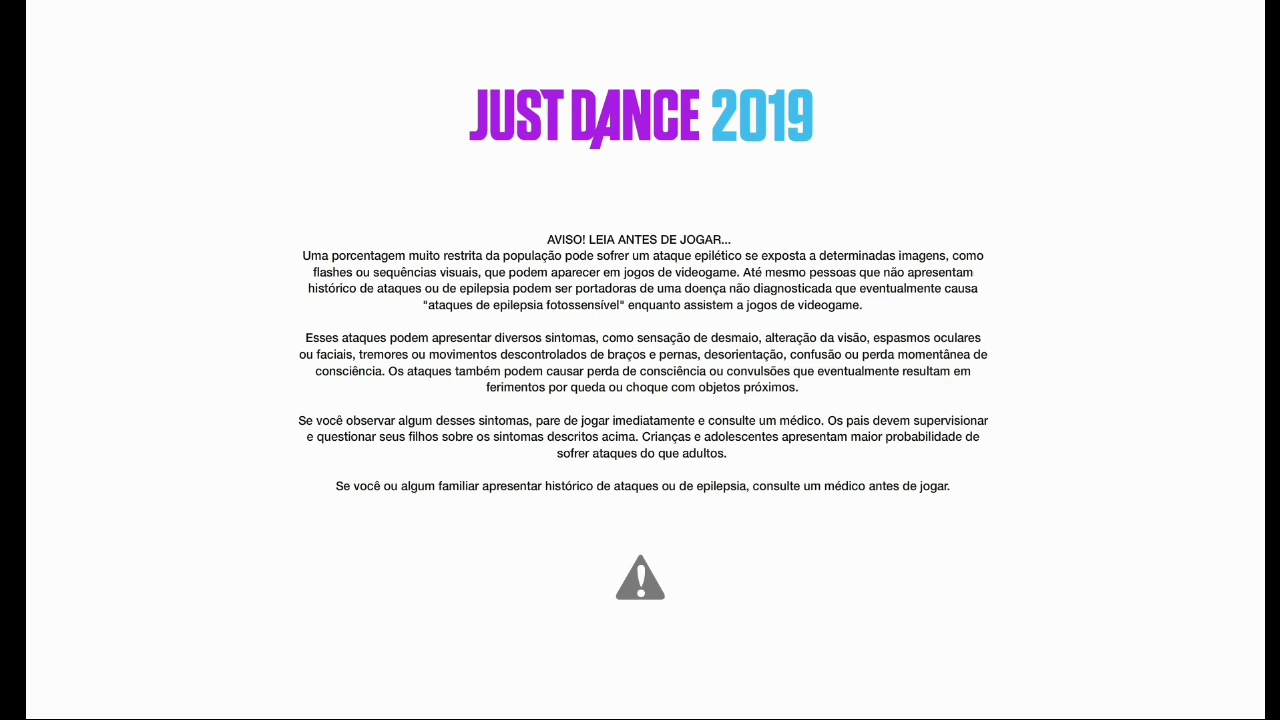 JUST DANCE 2019
AVISO! LEIA ANTES DE JOGAR...
Uma porcentagem muito restrita da população pode sofrer um ataque epilético se exposta a determinadas imagens, como
flashes ou sequências visuais, que podem aparecer em jogos de videogame. Até mesmo pessoas que não apresentam
histórico de ataques ou de epilepsia podem ser portadoras de uma doença não diagnosticada que eventualmente causa
"ataques de epilepsia fotossensível" enquanto assistem a jogos de videogame.
Esses ataques podem apresentar diversos sintomas, como sensação de desmaio, alteração da visão, espasmos oculares
ou faciais, tremores ou movimentos descontrolados de braços e pernas, desorientação, confusão ou perda momentânea de
consciência. Os ataques também podem causar perda de consciência ou convulsões que eventualmente resultam em
ferimentos por queda ou choque com objetos próximos.
Se você observar algum desses sintomas, pare de jogar imediatamente e consulte um médico. Os pais devem supervisionar
e questionar seus filhos sobre os sintomas descritos acima. Crianças e adolescentes apresentam maior probabilidade de
sofrer ataques do que adultos.
Se você ou algum familiar apresentar histórico de ataques ou de epilepsia, consulte um médico antes de jogar.